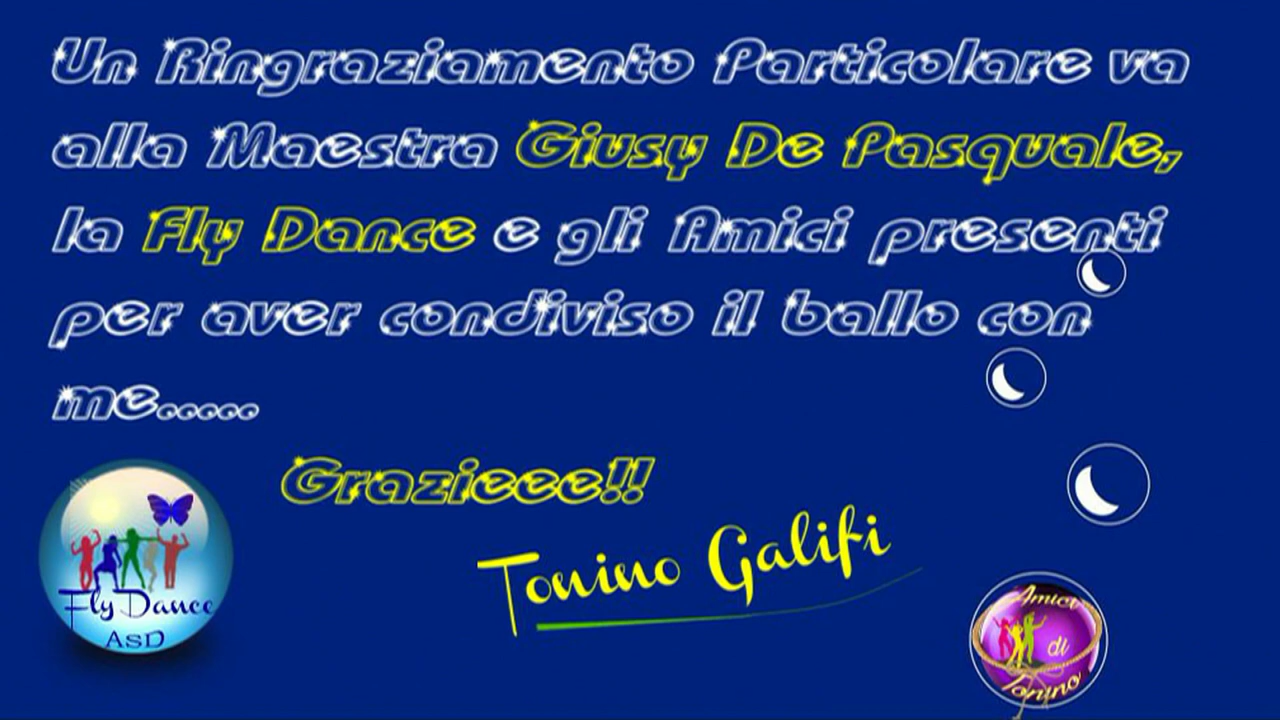 Un Ringraziamento Particolare va
alla Maestra Giusy De Pasquale,
la Fly Dance e gli Amici presenti
per aver condiviso il ballo con
me.....
Grazieee!!
Tonino Galifi
Fly Dance
ASD
Amici
di
Tonino